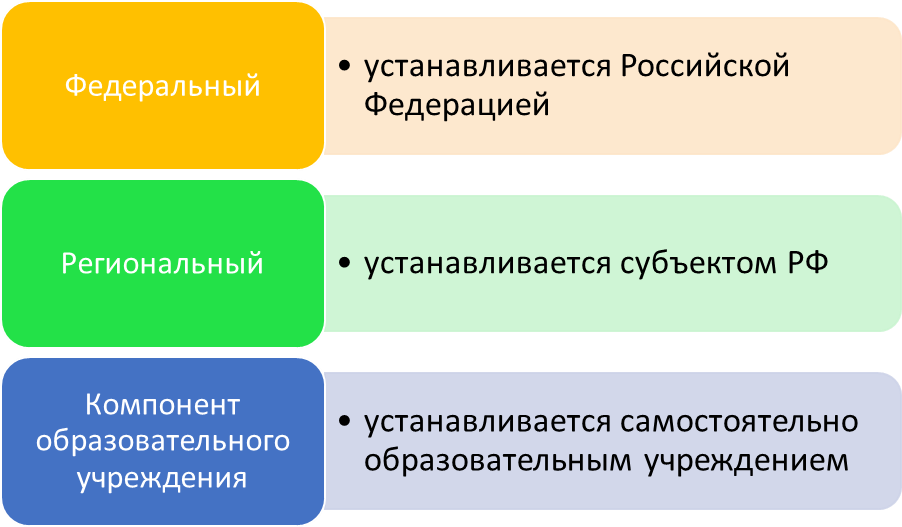 Федеральный
• устанавливается Российской
Федерацией
Региональный
• устанавливается субъектом РФ
Компонент
образовательного
учреждения
• устанавливается самостоятельно
образовательным учреждением